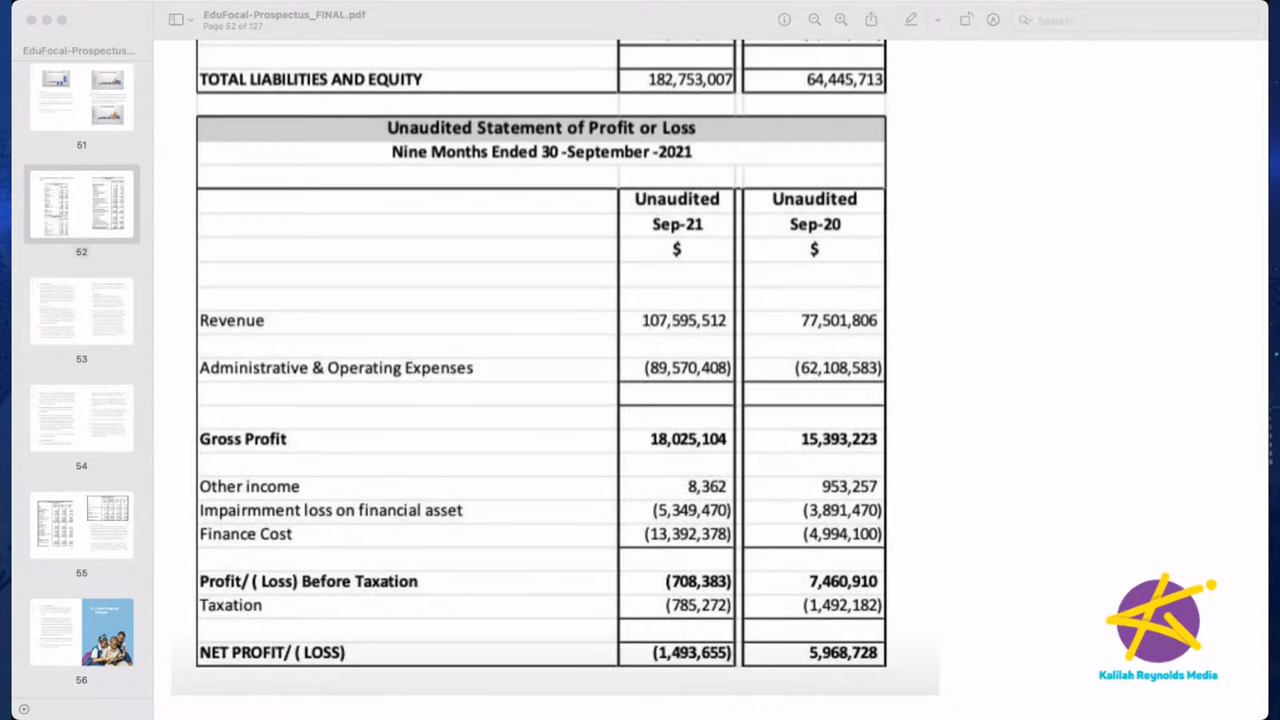 EduFocal-Prospectus_FINAL.pdf
Page 52 of 127
Search
EduFocal-Prospectus...
51
52
53
54
55
56
TOTAL LIABILITIES AND EQUITY 182,753,007 64,445,713
Unaudited Statement of Profit or Loss
Nine Months Ended 30 -September -2021
Unaudited Unaudited
Sep-21 Sep-20
$ $
Revenue 107,595,512 77,501,806
Administrative & Operating Expenses (89,570,408) (62,108,583)
Gross Profit 18,025,104 15,393,223
Other income 8,362 953,257
Impairmment loss on financial asset (5,349,470) (3,891,470)
Finance Cost (13,392,378) (4,994,100)
Profit/ ( Loss) Before Taxation (708,383) 7,460,910
Taxation (785,272) (1,492,182)
NET PROFIT/ ( LOSS) (1,493,655) 5,968,728
Kalilah Reynolds Media